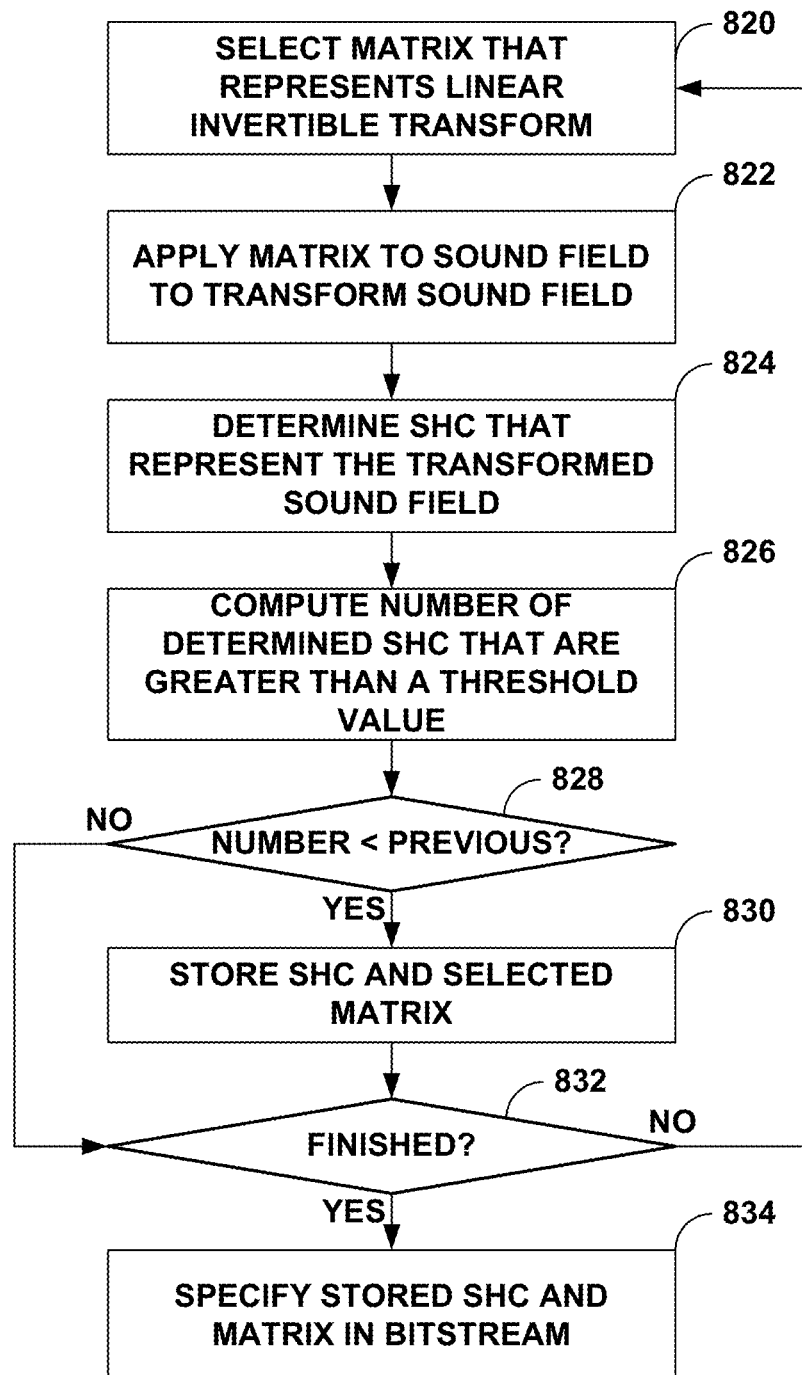 820
SELECT MATRIX THAT
REPRESENTS LINEAR
INVERTIBLE TRANSFORM
822
APPLY MATRIX TO SOUND FIELD
TO TRANSFORM SOUND FIELD
824
DETERMINE SHC THAT
REPRESENT THE TRANSFORMED
SOUND FIELD
826
COMPUTE NUMBER OF
DETERMINED SHC THAT ARE
GREATER THAN A THRESHOLD
VALUE
828
NO
NUMBER < PREVIOUS?
YES
830
STORE SHC AND SELECTED
MATRIX
832
NO
FINISHED?
YES
834
SPECIFY STORED SHC AND
MATRIX IN BITSTREAM